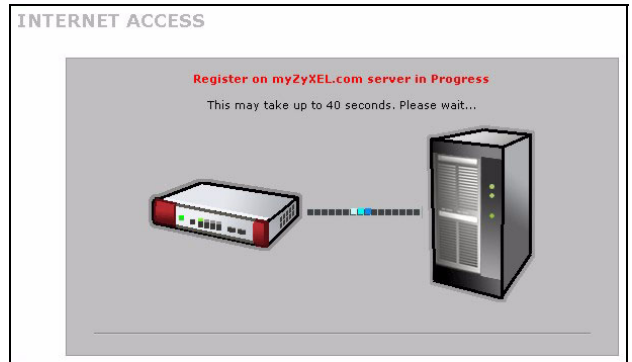 INTERNET ACCESS
Register on myZyXEL.com server in Progress
This may take up to 40 seconds. Please wait...